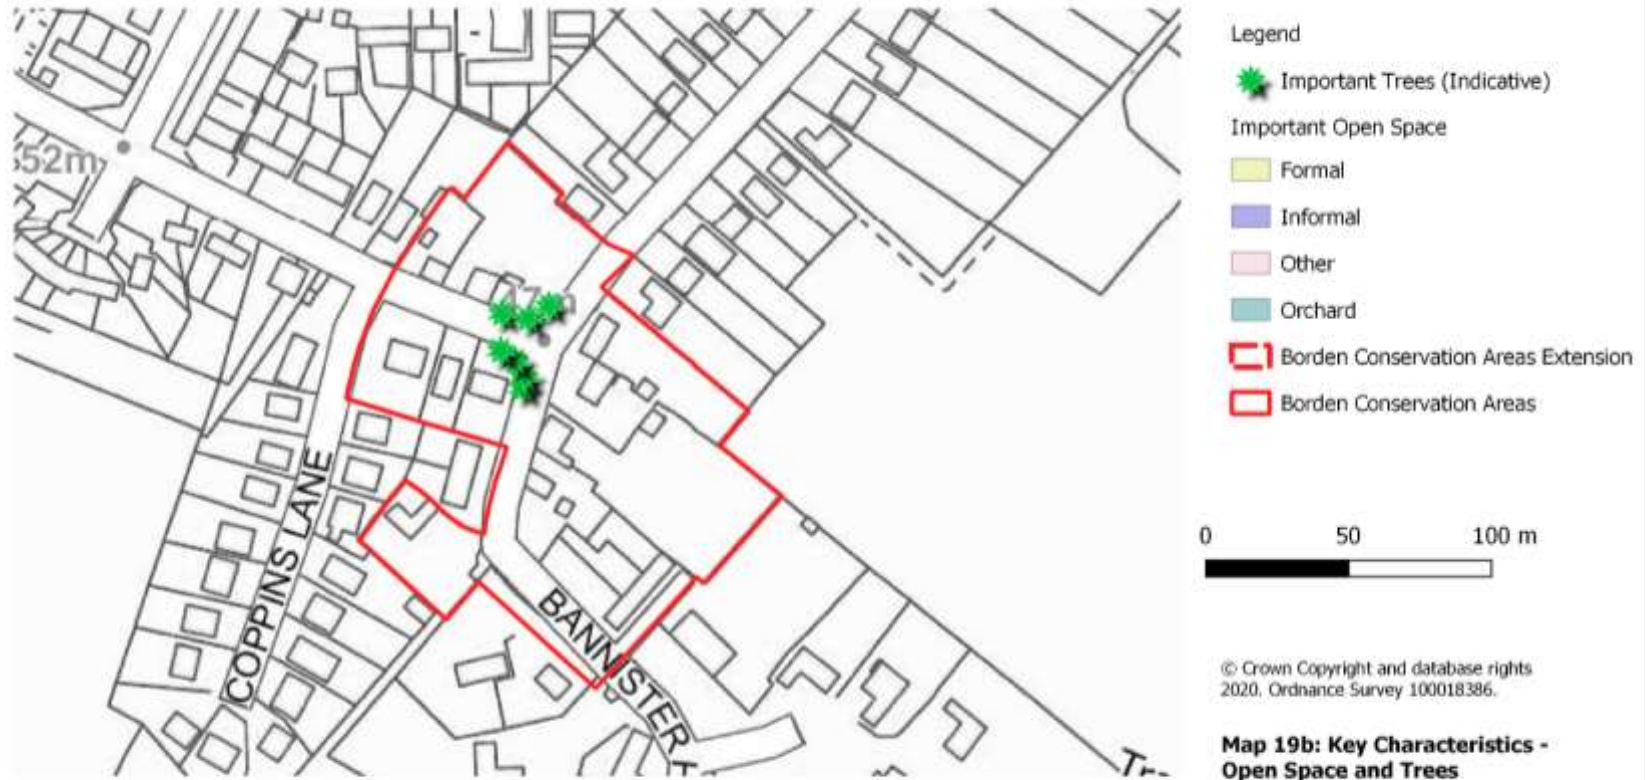 52m
COPPINS LANE
BANNISTER H
Tr
Legend
Important Trees (Indicative)
Important Open Space
Formal
Informal
Other
Orchard
Borden Conservation Areas Extension
Borden Conservation Areas
0 50 100 m
© Crown Copyright and database rights
2020. Ordnance Survey 100018386.
Map 19b: Key Characteristics -
Open Space and Trees